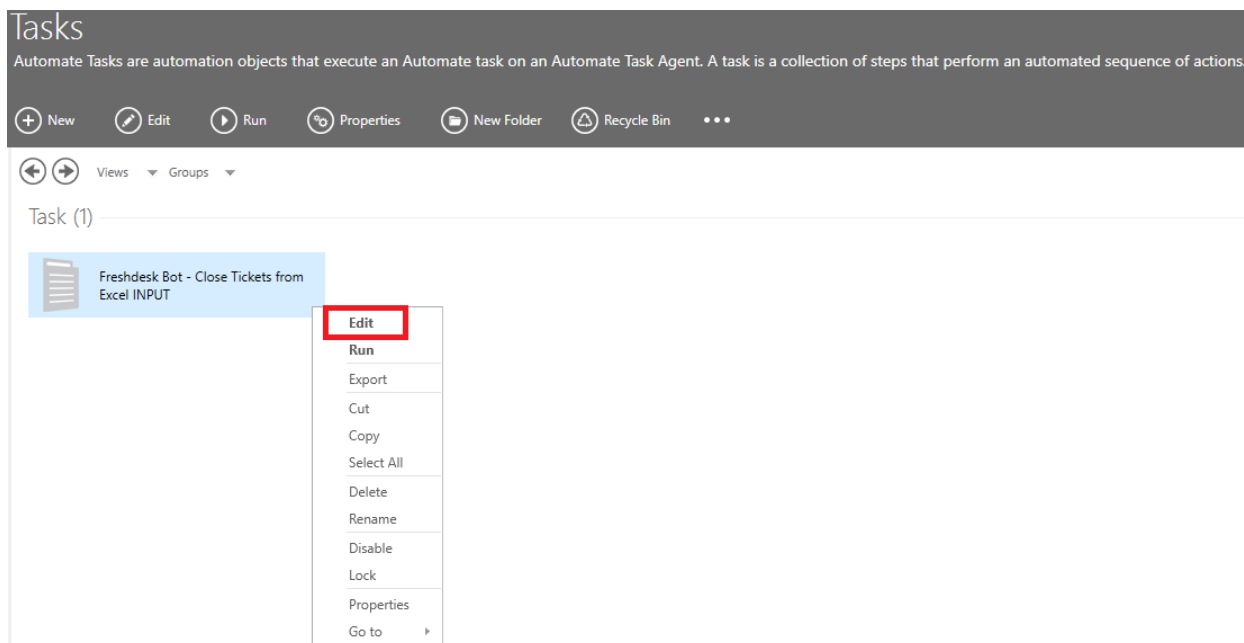 Tasks
Automate Tasks are automation objects that execute an Automate task on an Automate Task Agent. A task is a collection of steps that perform an automated sequence of actions.
New Edit Run Properties New Folder Recycle Bin
Views Groups
Task (1)
Freshdesk Bot - Close Tickets from
Excel INPUT
Edit
Run
Export
Cut
Copy
Select All
Delete
Rename
Disable
Lock
Properties
Go to